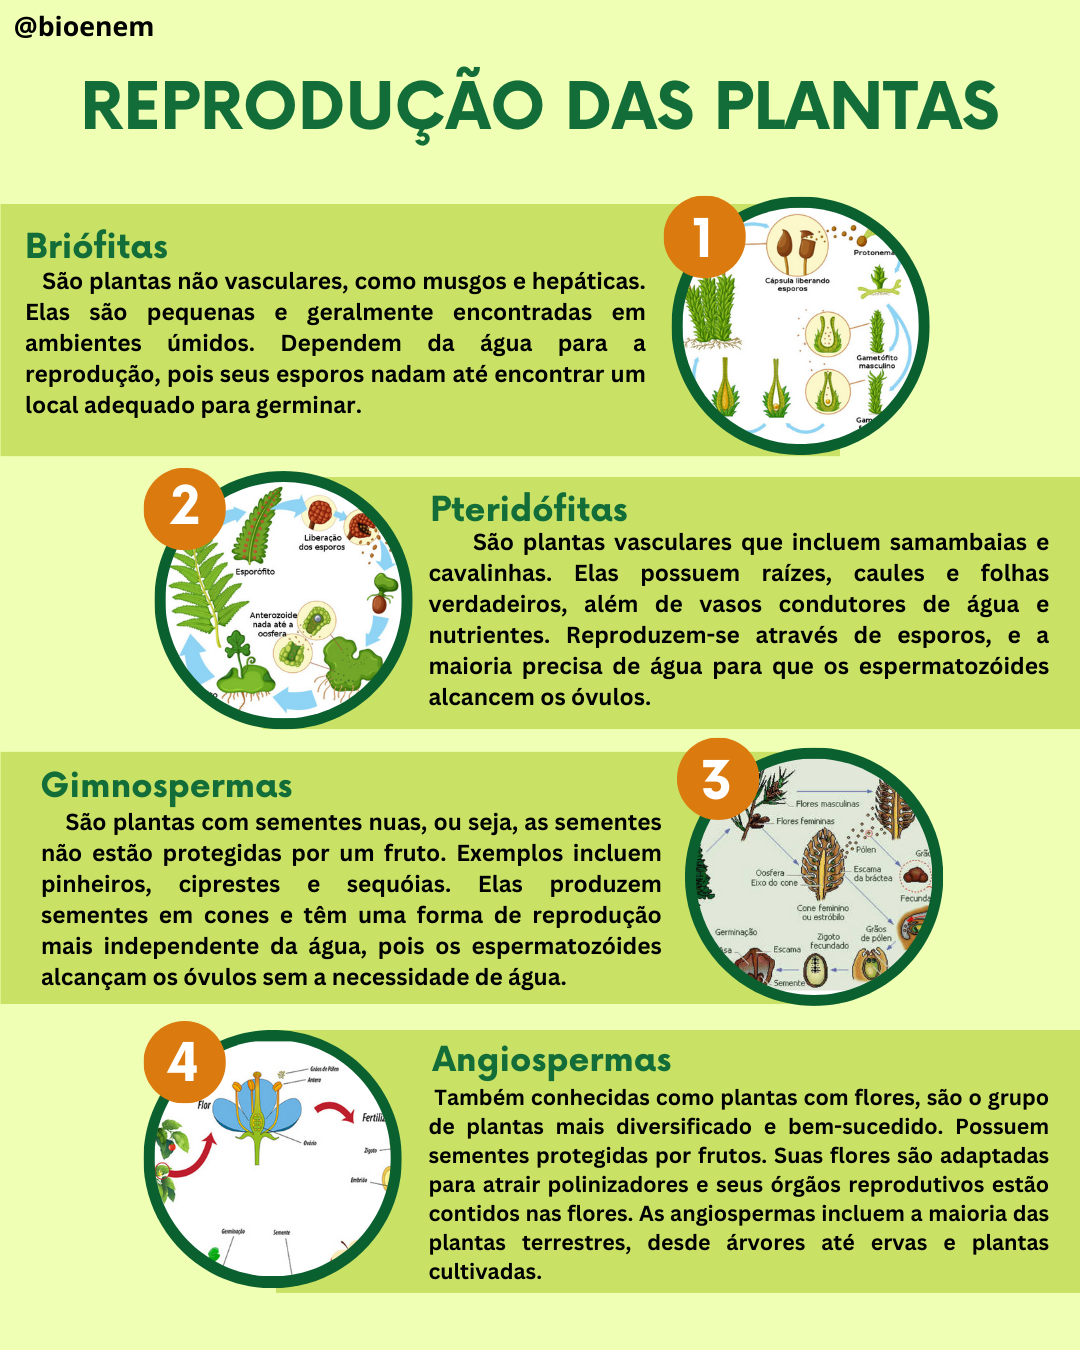 @bioenem
REPRODUÇÃO DAS PLANTAS
Briófitas
São plantas não vasculares, como musgos e hepáticas.
Elas são pequenas e geralmente encontradas em
ambientes úmidos. Dependem da água para a
reprodução, pois seus esporos nadam até encontrar um
local adequado para germinar.
1
Protonema
Cápsula liberando
esporos
Gametófito
masculino
2
Liberação
dos esporos
Esporófito
Anterozoide
nada até a
oosfera
Pteridófitas
São plantas vasculares que incluem samambaias e
cavalinhas. Elas possuem raízes, caules e folhas
verdadeiros, além de vasos condutores de água e
nutrientes. Reproduzem-se através de esporos, e a
maioria precisa de água para que os espermatozóides
alcancem os óvulos.
Gimnospermas
São plantas com sementes nuas, ou seja, as sementes
não estão protegidas por um fruto. Exemplos incluem
pinheiros, ciprestes e sequóias. Elas produzem
sementes em cones e têm uma forma de reprodução
mais independente da água, pois os espermatozóides
alcançam os óvulos sem a necessidade de água.
3
Flores masculinas
Flores femininas
Pólen
Grão
Oosfera
Eixo do cone
Escama
da bráctea
Fecunda
Cone feminino
ou estróbilo
Germinação
Zigoto
fecundado
Grãos
de pólen
Asa
Escama
Semente
4
Grãos de Pólen
Antera
Flor
Fertiliz
Ovário
Zigoto
Embrião
Germinação
Semente
Angiospermas
Também conhecidas como plantas com flores, são o grupo
de plantas mais diversificado e bem-sucedido. Possuem
sementes protegidas por frutos. Suas flores são adaptadas
para atrair polinizadores e seus órgãos reprodutivos estão
contidos nas flores. As angiospermas incluem a maioria das
plantas terrestres, desde árvores até ervas e plantas
cultivadas.